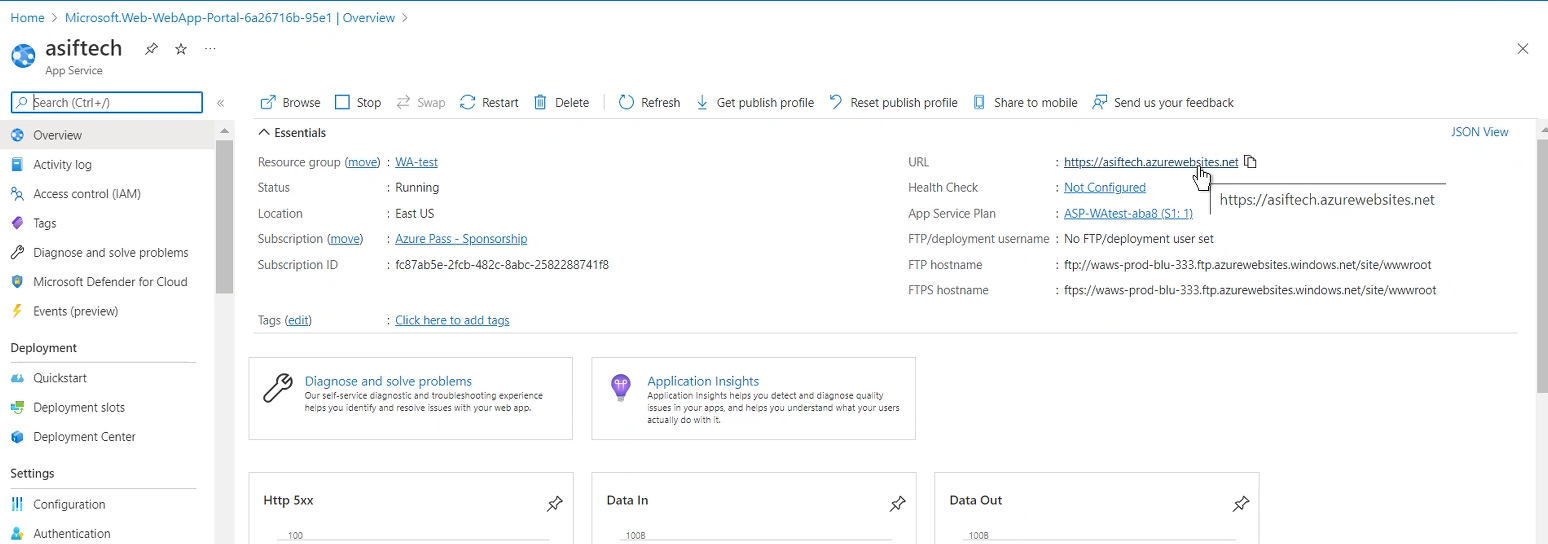 Home > Microsoft.Web-WebApp-Portal-6a26716b-95e1 | Overview >
asiftech
App Service
Search (Ctrl+/)
«
Overview
Activity log
Access control (IAM)
Tags
Diagnose and solve problems
Microsoft Defender for Cloud
Events (preview)
Deployment
Quickstart
Deployment slots
Deployment Center
Settings
Configuration
Authentication
Browse Stop Swap Restart Delete Refresh Get publish profile Reset publish profile Share to mobile Send us your feedback
Essentials
JSON View
Resource group (move) : WA-test
Status : Running
Location : East US
Subscription (move) : Azure Pass - Sponsorship
Subscription ID : fc87ab5e-2fcb-482c-8abc-2582288741f8
Tags (edit) : Click here to add tags
URL : https://asiftech.azurewebsites.net
Health Check : Not Configured
https://asiftech.azurewebsites.net
App Service Plan : ASP-WAtest-aba8 (S1: 1)
FTP/deployment username : No FTP/deployment user set
FTP hostname : ftp://waws-prod-blu-333.ftp.azurewebsites.windows.net/site/wwwroot
FTPS hostname : ftps://waws-prod-blu-333.ftp.azurewebsites.windows.net/site/wwwroot
Diagnose and solve problems
Our self-service diagnostic and troubleshooting experience
helps you identify and resolve issues with your web app.
Application Insights
Application Insights helps you detect and diagnose quality
issues in your apps, and helps you understand what your users
actually do with it.
Http 5xx
100
Data In
100B
Data Out
100B